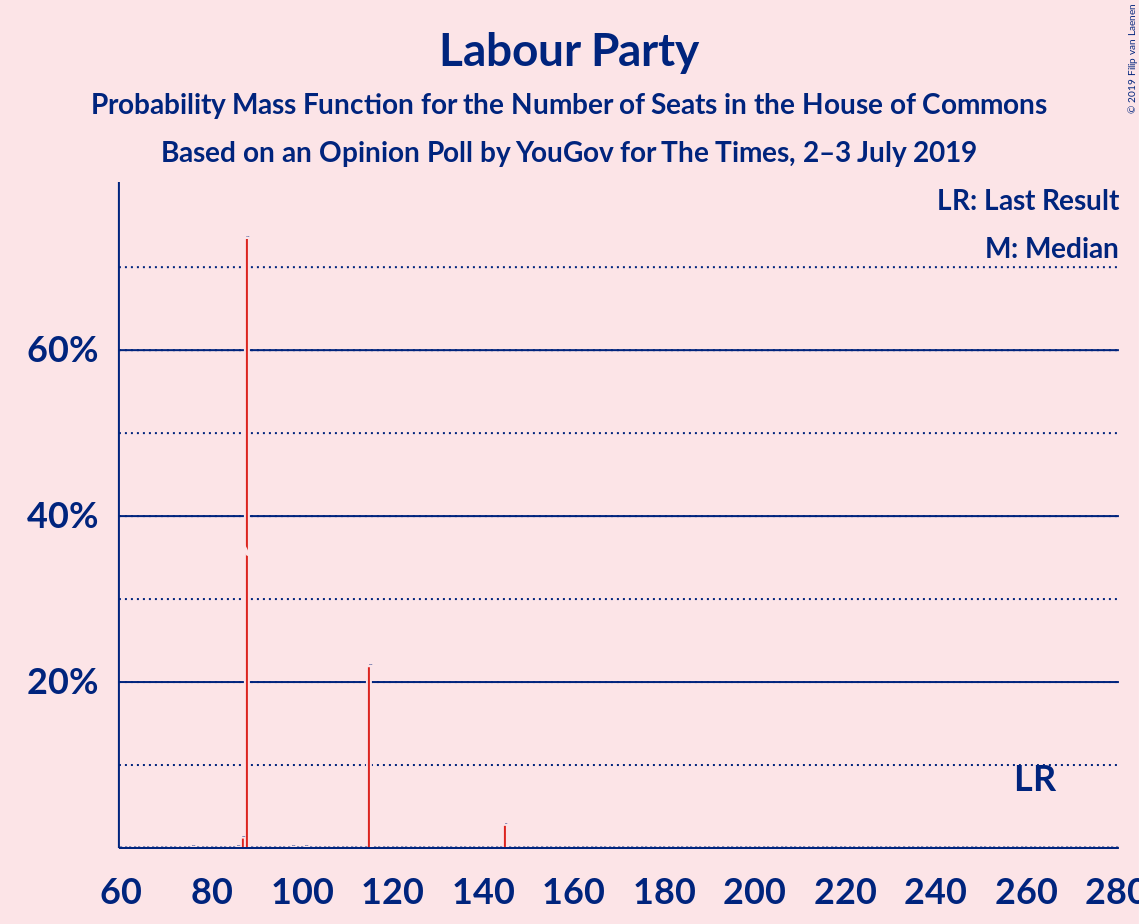 Labour Party
Probability Mass Function for the Number of Seats in the House of Commons
Based on an Opinion Poll by YouGov for The Times, 2–3 July 2019
© 2019 Filip van Laenen
LR: Last Result
M: Median
60%
40%
20%
LR
60 80 100 120 140 160 180 200 220 240 260 280